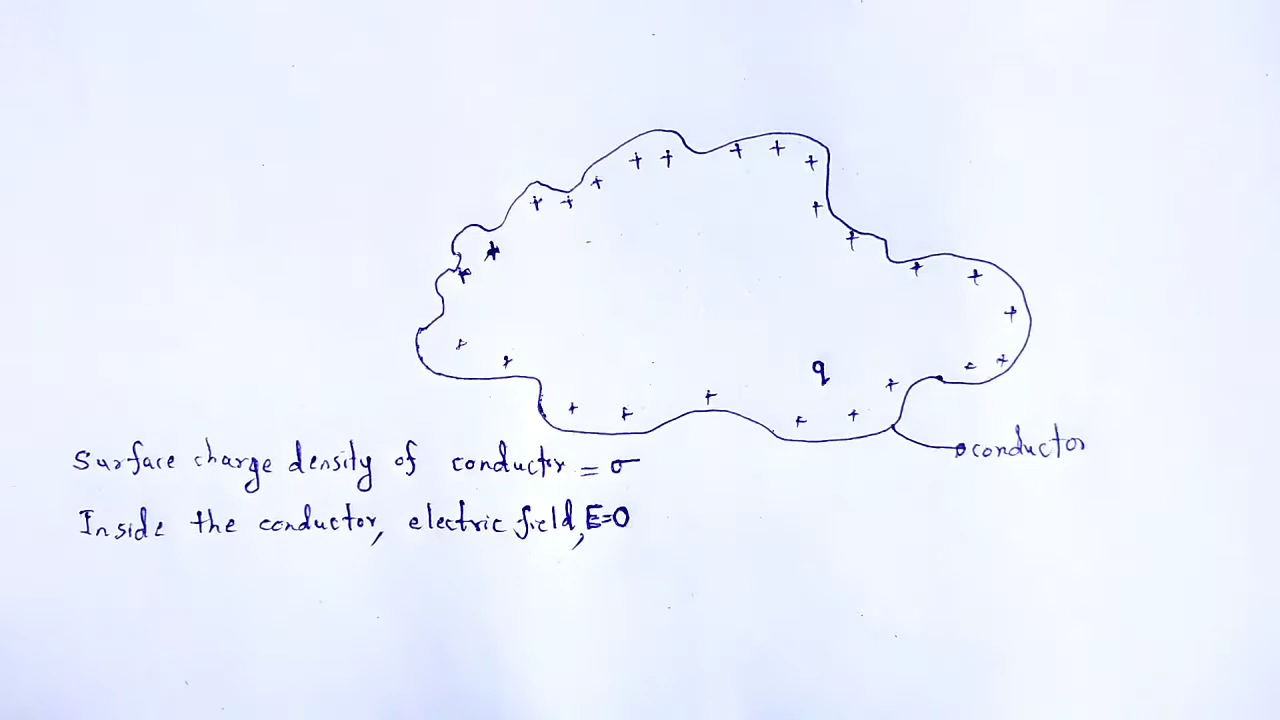 q
conductor
Surface charge density of conductor = σ
Inside the conductor, electric field, E=0